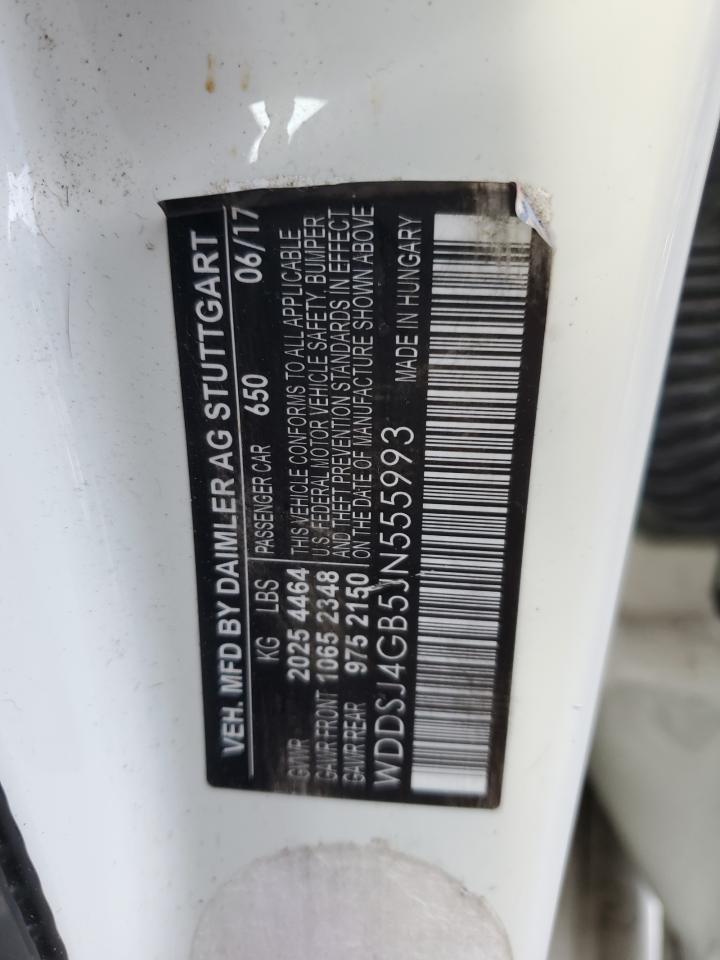 VEH. MFD BY DAIMLER AG STUTTGART
KG LBS PASSENGER CAR 650 06/17
GVWR 2025 4464 THIS VEHICLE CONFORMS TO ALL APPLICABLE
GAWR FRONT 1065 2348 U.S. FEDERAL MOTOR VEHICLE SAFETY, BUMPER
GAWR REAR 975 2150 AND THEFT PREVENTION STANDARDS IN EFFECT
ON THE DATE OF MANUFACTURE SHOWN ABOVE
WDDSJ4GB5JN555993 MADE IN HUNGARY